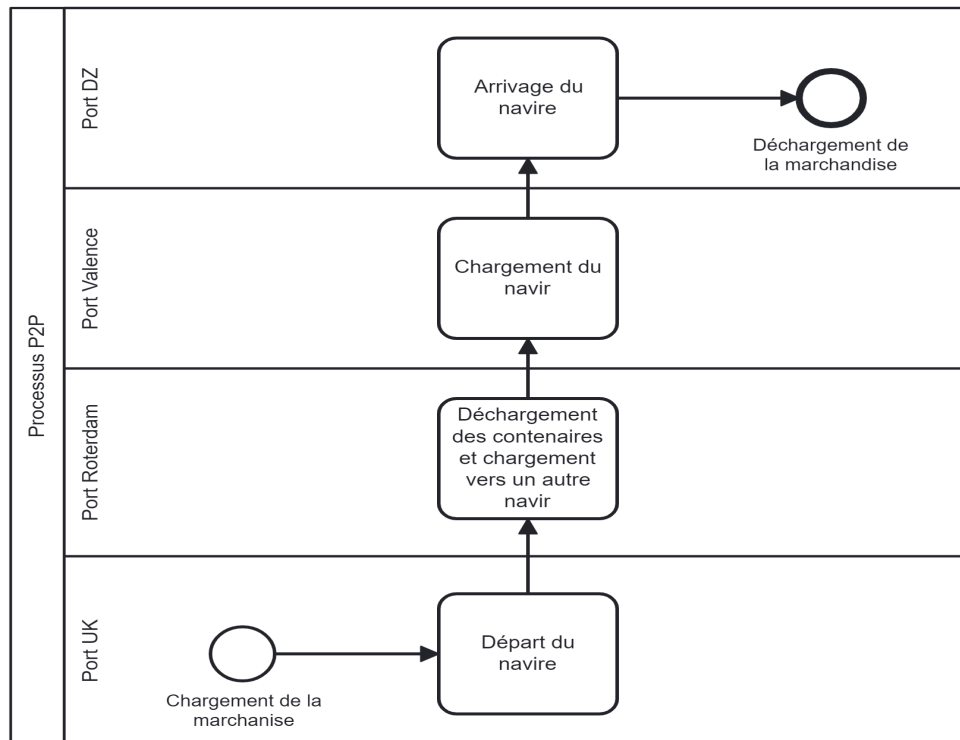 Processus P2P
Port DZ
Arrivage du
navire
Déchargement de
la marchandise
Port Valence
Chargement du
navir
Port Roterdam
Déchargement
des contenaires
et chargement
vers un autre
navir
Port UK
Chargement de la
marchanise
Départ du
navire